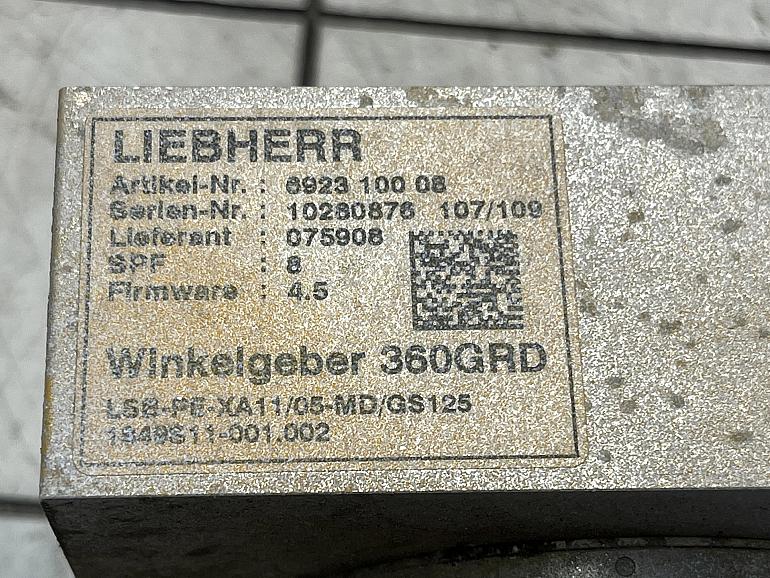 LIEBHERR
Artikel-Nr. : 6923 100 08
Serien-Nr. : 10280876 107/109
Lieferant : 075908
SPF : 8
Firmware : 4.5
Winkelgeber 360GRD
LSB-PE-XA11/05-MD/GS125
1849S11-001.002